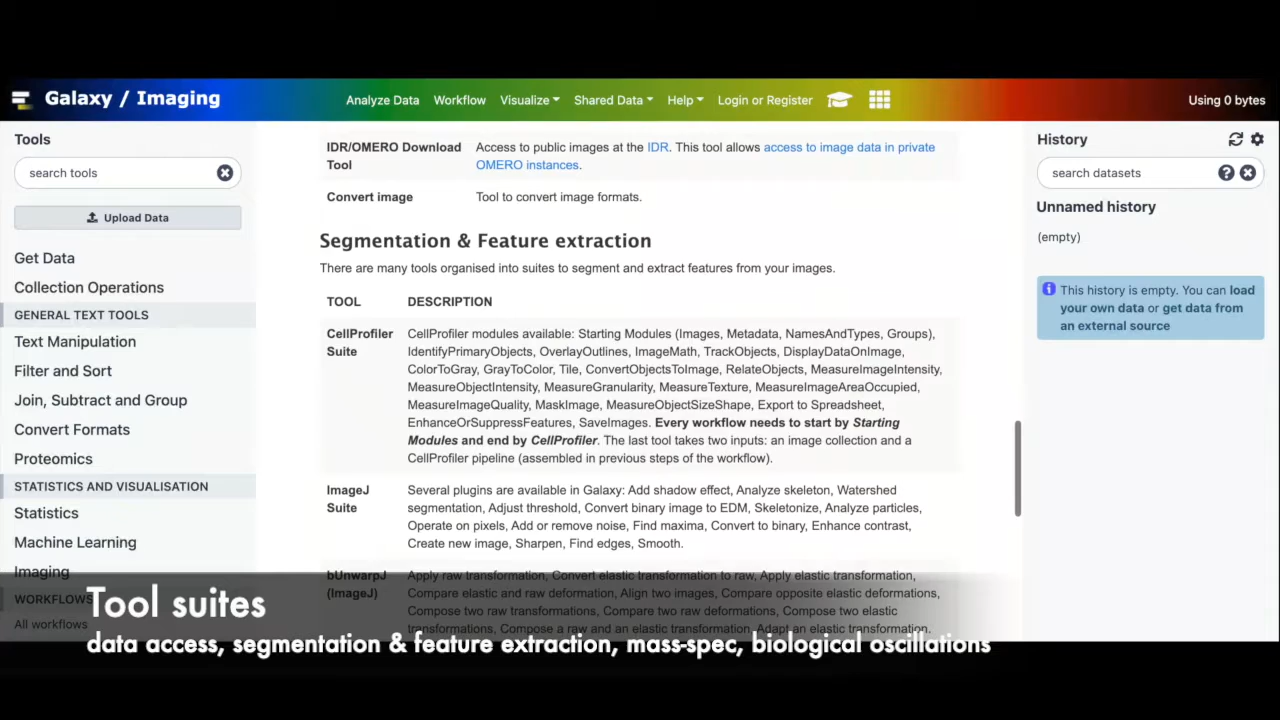 Galaxy / Imaging
Analyze Data Workflow Visualize Shared Data Help Login or Register
Using 0 bytes
Tools
search tools
Upload Data
Get Data
Collection Operations
GENERAL TEXT TOOLS
Text Manipulation
Filter and Sort
Join, Subtract and Group
Convert Formats
Proteomics
STATISTICS AND VISUALISATION
Statistics
Machine Learning
Imaging
WORKFLOWS
All workflows
IDR/OMERO Download Tool
Access to public images at the IDR. This tool allows access to image data in private
OMERO instances.
Convert image
Tool to convert image formats.
Segmentation & Feature extraction
There are many tools organised into suites to segment and extract features from your images.
TOOL DESCRIPTION
CellProfiler
Suite
CellProfiler modules available: Starting Modules (Images, Metadata, NamesAndTypes, Groups),
IdentifyPrimaryObjects, OverlayOutlines, ImageMath, TrackObjects, DisplayDataOnImage,
ColorToGray, GrayToColor, Tile, ConvertObjectsToImage, RelateObjects, MeasureImageIntensity,
MeasureObjectIntensity, MeasureGranularity, MeasureTexture, MeasureImageAreaOccupied,
MeasureImageQuality, MaskImage, MeasureObjectSizeShape, Export to Spreadsheet,
EnhanceOrSuppressFeatures, SaveImages. Every workflow needs to start by Starting
Modules and end by CellProfiler. The last tool takes two inputs: an image collection and a
CellProfiler pipeline (assembled in previous steps of the workflow).
ImageJ
Suite
Several plugins are available in Galaxy: Add shadow effect, Analyze skeleton, Watershed
segmentation, Adjust threshold, Convert binary image to EDM, Skeletonize, Analyze particles,
Operate on pixels, Add or remove noise, Find maxima, Convert to binary, Enhance contrast,
Create new image, Sharpen, Find edges, Smooth.
bUnwarpJ
(ImageJ)
Apply raw transformation, Convert elastic transformation to raw, Apply elastic transformation,
Compare elastic and raw deformation, Align two images, Compare opposite elastic deformations,
Compose two raw transformations, Compare two raw deformations, Compose two elastic
transformations, Compose a raw and an elastic transformation, Adapt an elastic transformation.
History
search datasets
Unnamed history
(empty)
This history is empty. You can load
your own data or get data from
an external source
Tool suites
data access, segmentation & feature extraction, mass-spec, biological oscillations